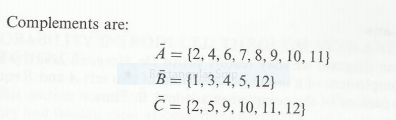 Complements are:
Ā = {2, 4, 6, 7, 8, 9, 10, 11}
B̄ = {1, 3, 4, 5, 12}
C̄ = {2, 5, 9, 10, 11, 12}